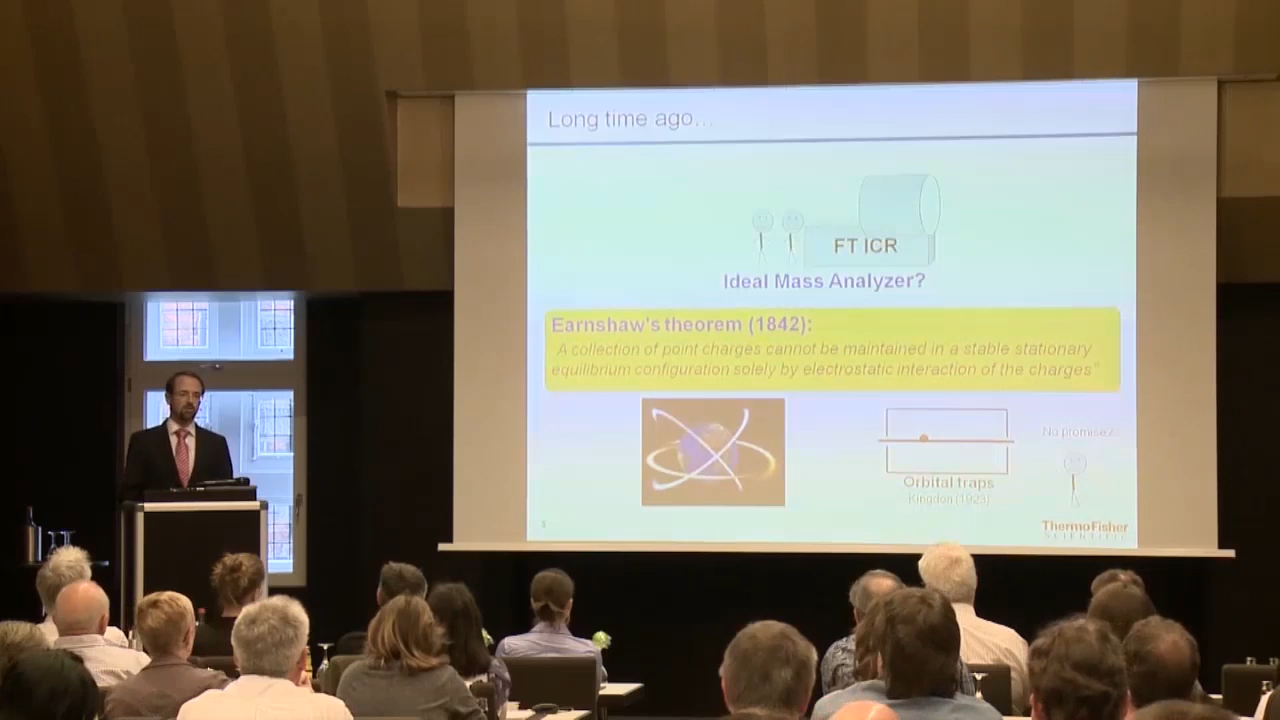 Long time ago...
FT ICR
Ideal Mass Analyzer?
Earnshaw's theorem (1842):
A collection of point charges cannot be maintained in a stable stationary
equilibrium configuration solely by electrostatic interaction of the charges"
No promise?
Orbital traps
Kingdon (1923)
ThermoFisher
SCIENTIFIC